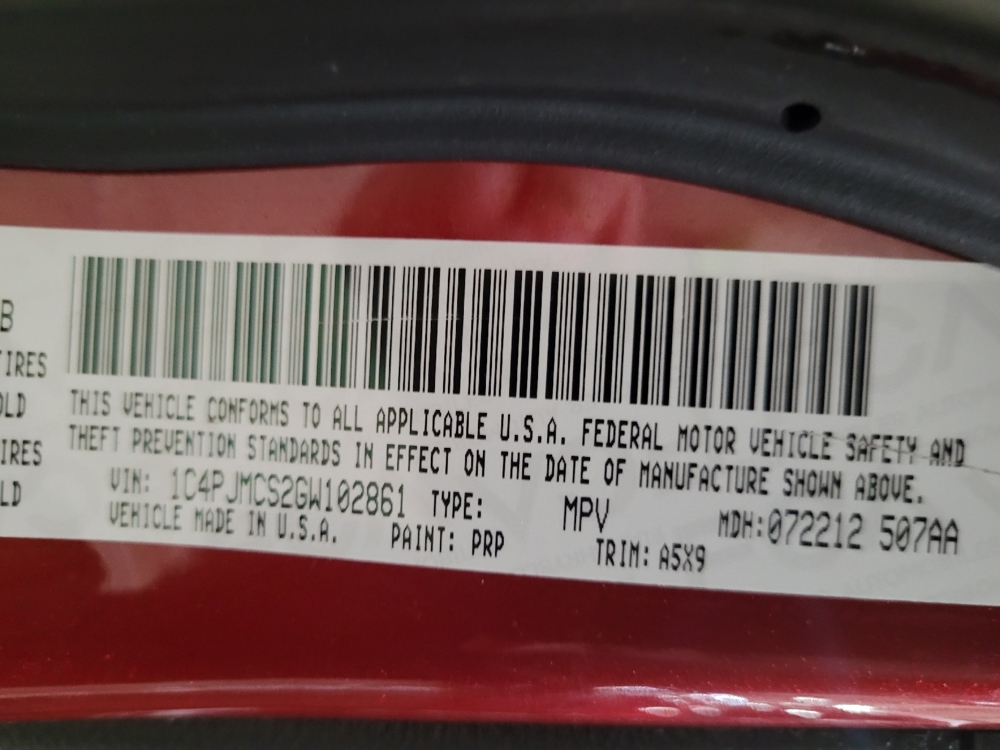 B
TIRES
OLD
IRES
LD
THIS VEHICLE CONFORMS TO ALL APPLICABLE U.S.A. FEDERAL MOTOR VEHICLE SAFETY AND
THEFT PREVENTION STANDARDS IN EFFECT ON THE DATE OF MANUFACTURE SHOWN ABOVE.
VIN: 1C4PJMCS2GW102861 TYPE: MPV MDH:072212 507AA
VEHICLE MADE IN U.S.A. PAINT: PRP TRIM: A5X9